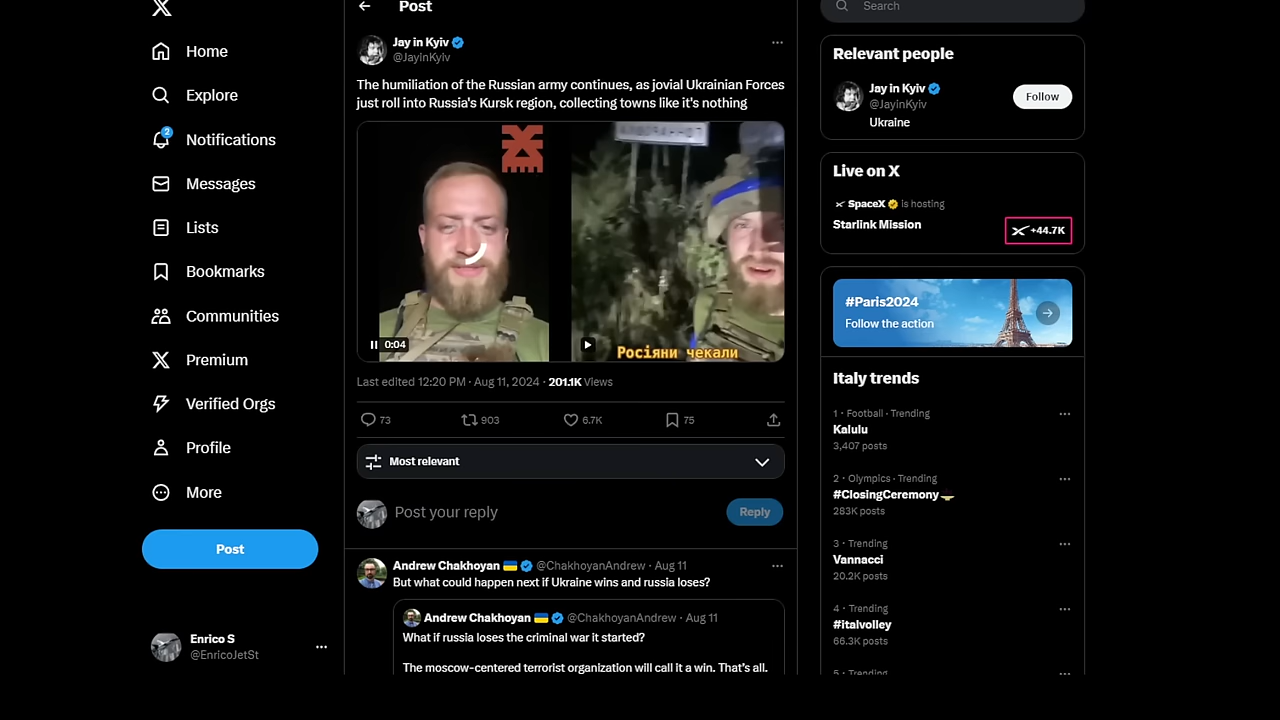 Post
Search
Home
Explore
2
Notifications
Messages
Lists
Bookmarks
Communities
Premium
Verified Orgs
Profile
More
Post
Enrico S
@EnricoJetSt
Jay in Kyiv
@JayinKyiv
The humiliation of the Russian army continues, as jovial Ukrainian Forces
just roll into Russia's Kursk region, collecting towns like it's nothing
0:04
Росіяни чекали
Last edited 12:20 PM · Aug 11, 2024 · 201.1K Views
73 903 6.7K 75
Most relevant
Post your reply
Reply
Andrew Chakhoyan @ChakhoyanAndrew · Aug 11
But what could happen next if Ukraine wins and russia loses?
Andrew Chakhoyan @ChakhoyanAndrew · Aug 11
What if russia loses the criminal war it started?
The moscow-centered terrorist organization will call it a win. That's all.
Relevant people
Jay in Kyiv
@JayinKyiv
Follow
Ukraine
Live on X
SpaceX is hosting
Starlink Mission
+44.7K
#Paris2024
Follow the action
Italy trends
1 · Football · Trending
Kalulu
3,407 posts
2 · Olympics · Trending
#ClosingCeremony
283K posts
3 · Trending
Vannacci
20.2K posts
4 · Trending
#italvolley
66.3K posts
5 · Trending